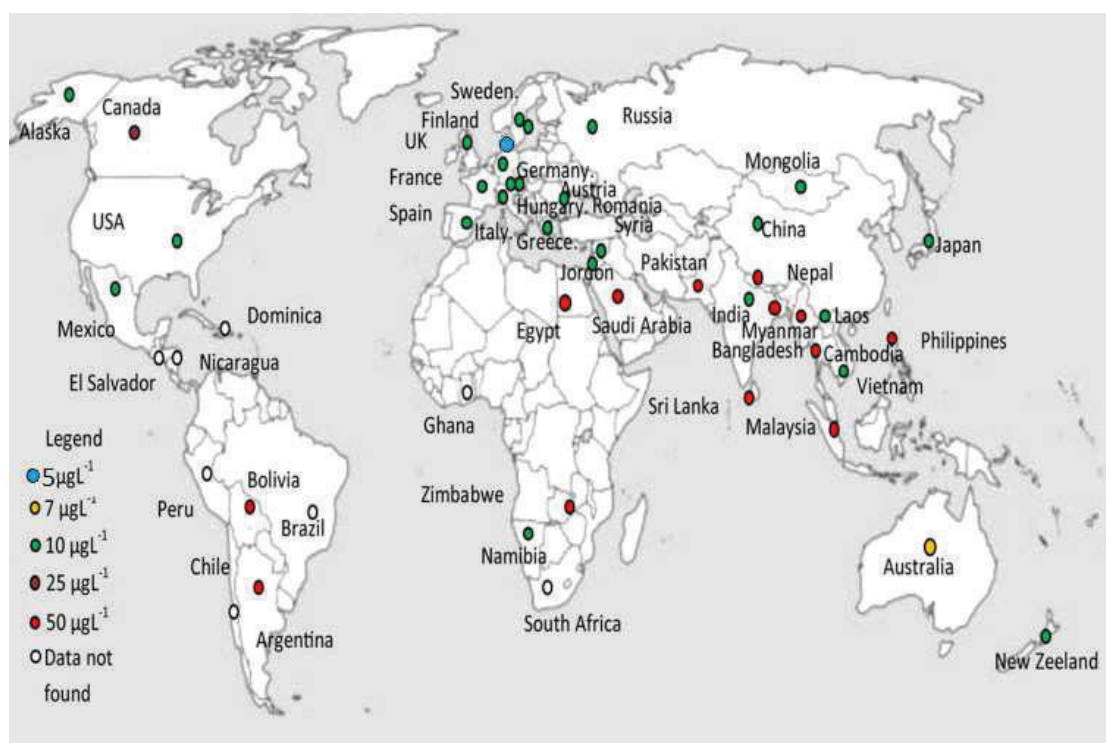 Sweden.
Canada
Finland
Russia
Alaska
UK
Mongolia
Germany.
France
Austria
Spain
Hungary. Romania
USA
Italy.
Greece.
Syria
China
Japan
Jordon
Pakistan
Nepal
Egypt
Saudi Arabia
India
Laos
Mexico
Dominica
Myanmar
Philippines
Bangladesh
Cambodia
Nicaragua
El Salvador
Vietnam
Ghana
Sri Lanka
Malaysia
Legend
5µgL⁻¹
7 µgL⁻¹
10 µgL⁻¹
25 µgL⁻¹
50 µgL⁻¹
Data not
found
Bolivia
Peru
Brazil
Zimbabwe
Namibia
Chile
Australia
South Africa
Argentina
New Zeeland